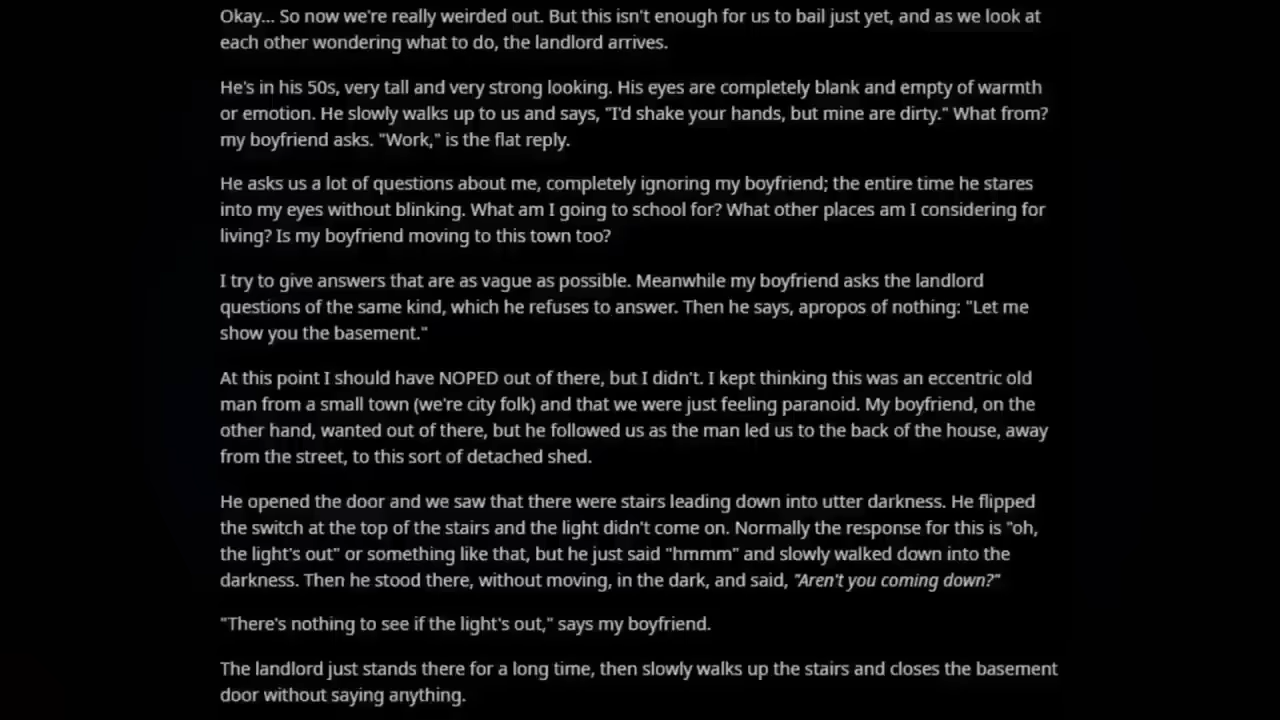 Okay... So now we're really weirded out. But this isn't enough for us to bail just yet, and as we look at
each other wondering what to do, the landlord arrives.
He's in his 50s, very tall and very strong looking. His eyes are completely blank and empty of warmth
or emotion. He slowly walks up to us and says, "I'd shake your hands, but mine are dirty." What from?
my boyfriend asks. "Work," is the flat reply.
He asks us a lot of questions about me, completely ignoring my boyfriend; the entire time he stares
into my eyes without blinking. What am I going to school for? What other places am I considering for
living? Is my boyfriend moving to this town too?
I try to give answers that are as vague as possible. Meanwhile my boyfriend asks the landlord
questions of the same kind, which he refuses to answer. Then he says, apropos of nothing: "Let me
show you the basement."
At this point I should have NOPED out of there, but I didn't. I kept thinking this was an eccentric old
man from a small town (we're city folk) and that we were just feeling paranoid. My boyfriend, on the
other hand, wanted out of there, but he followed us as the man led us to the back of the house, away
from the street, to this sort of detached shed.
He opened the door and we saw that there were stairs leading down into utter darkness. He flipped
the switch at the top of the stairs and the light didn't come on. Normally the response for this is "oh,
the light's out" or something like that, but he just said "hmmm" and slowly walked down into the
darkness. Then he stood there, without moving, in the dark, and said, "Aren't you coming down?"
"There's nothing to see if the light's out," says my boyfriend.
The landlord just stands there for a long time, then slowly walks up the stairs and closes the basement
door without saying anything.